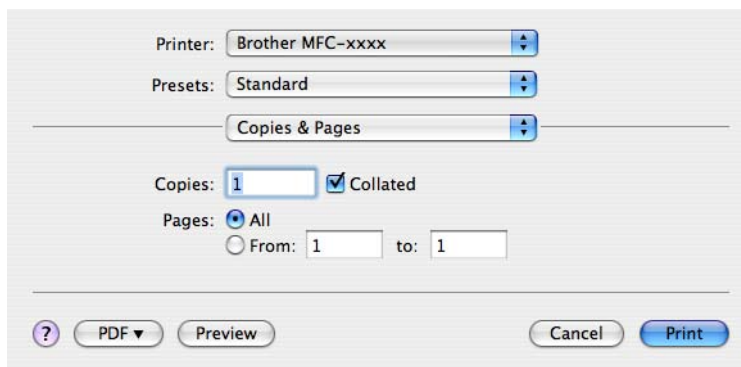 Printer: Brother MFC-xxxx
Presets: Standard
Copies & Pages
Copies: 1 Collated
Pages: All
From: 1 to: 1
? PDF▼ Preview Cancel Print